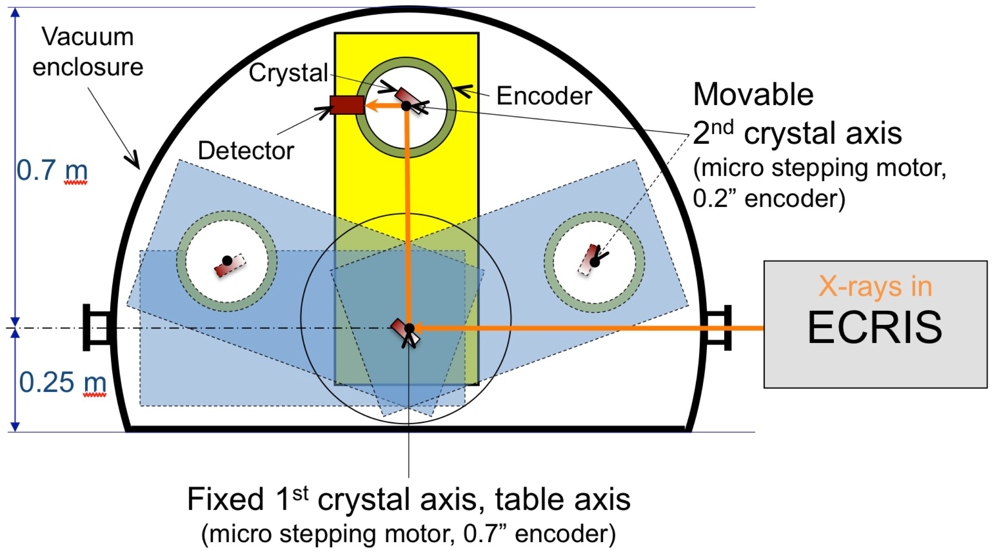 Vacuum
enclosure
Crystal
Encoder
Detector
Movable
2nd crystal axis
(micro stepping motor,
0.2” encoder)
0.7 m
X-rays in
ECRIS
0.25 m
Fixed 1st crystal axis, table axis
(micro stepping motor, 0.7” encoder)